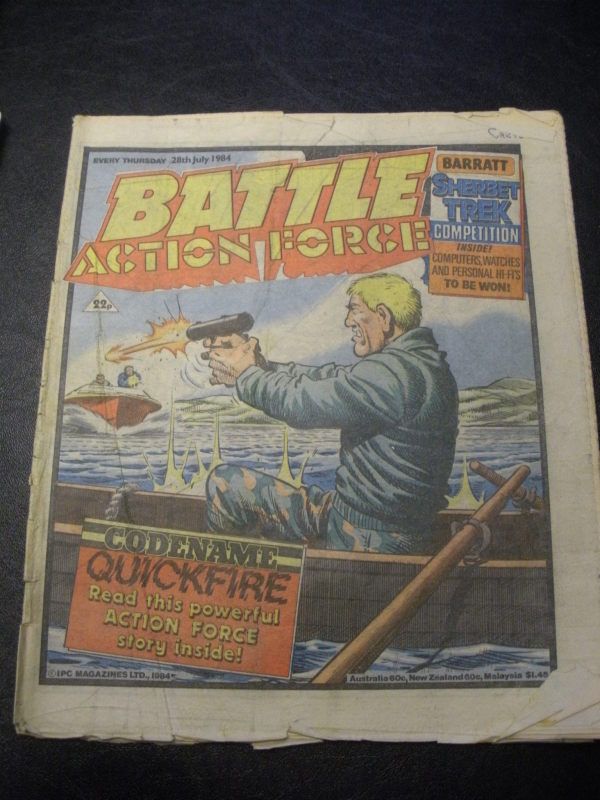 EVERY THURSDAY 28th July 1984
BATTLE
ACTION FORCE
BARRATT
SHERBET
TREK
COMPETITION
INSIDE!
COMPUTERS, WATCHES
AND PERSONAL HI-FI'S
TO BE WON!
22p
CODENAME
QUICKFIRE
Read this powerful
ACTION FORCE
story inside!
©IPC MAGAZINES LTD., 1984
Australia 60c, New Zealand 60c, Malaysia $1.45